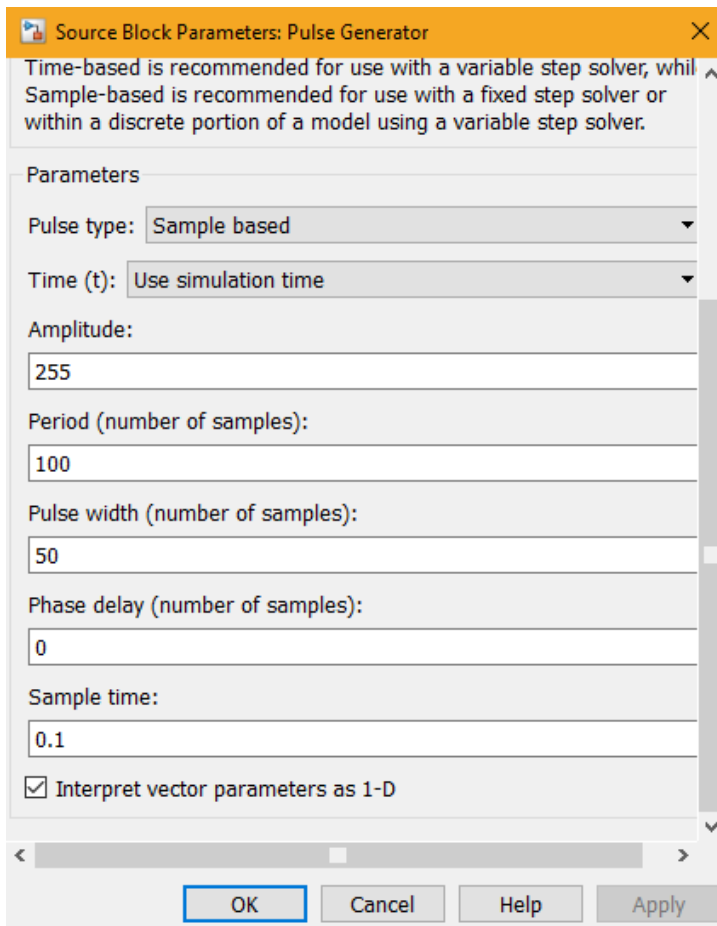 Source Block Parameters: Pulse Generator
Time-based is recommended for use with a variable step solver, while
Sample-based is recommended for use with a fixed step solver or
within a discrete portion of a model using a variable step solver.
Parameters
Pulse type: Sample based
Time (t): Use simulation time
Amplitude:
255
Period (number of samples):
100
Pulse width (number of samples):
50
Phase delay (number of samples):
0
Sample time:
0.1
Interpret vector parameters as 1-D
OK Cancel Help Apply